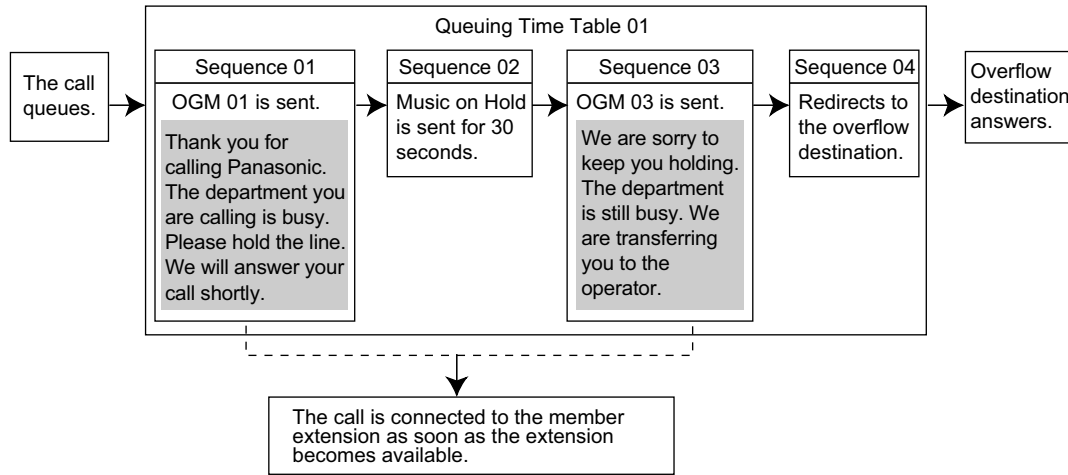 Queuing Time Table 01
The call
queues.
Sequence 01
OGM 01 is sent.
Thank you for
calling Panasonic.
The department you
are calling is busy.
Please hold the line.
We will answer your
call shortly.
Sequence 02
Music on Hold
is sent for 30
seconds.
Sequence 03
OGM 03 is sent.
We are sorry to
keep you holding.
The department
is still busy. We
are transferring
you to the
operator.
Sequence 04
Redirects to
the overflow
destination.
Overflow
destination
answers.
The call is connected to the member
extension as soon as the extension
becomes available.